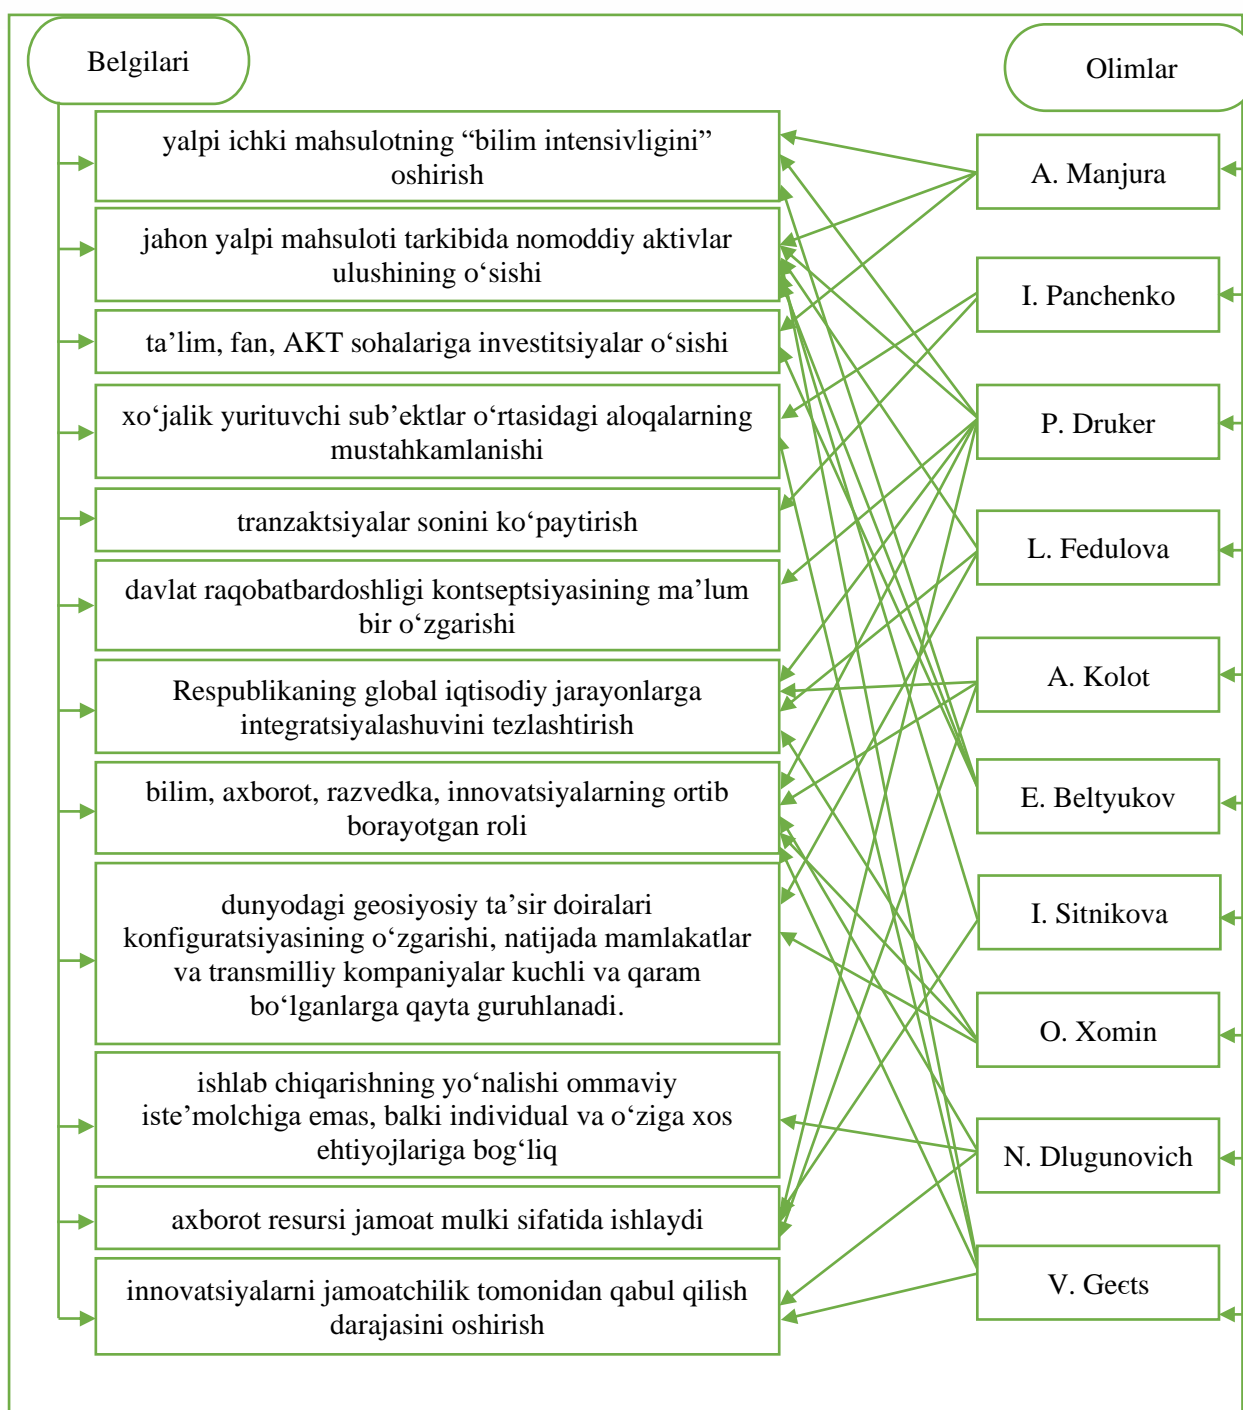 Belgilari
Olimlar
yalpi ichki mahsulotning “bilim intensivligini”
oshirish
jahon yalpi mahsuloti tarkibida nomoddiy aktivlar
ulushining o‘sishi
ta’lim, fan, AKT sohalariga investitsiyalar o‘sishi
xo‘jalik yurituvchi sub’ektlar o‘rtasidagi aloqalarning
mustahkamlanishi
tranzaktsiyalar sonini ko‘paytirish
davlat raqobatbardoshligi kontseptsiyasining ma’lum
bir o‘zgarishi
Respublikaning global iqtisodiy jarayonlarga
integratsiyalashuvini tezlashtirish
bilim, axborot, razvedka, innovatsiyalarning ortib
borayotgan roli
dunyodagi geosiyosiy ta’sir doiralari
konfiguratsiyasining o‘zgarishi, natijada mamlakatlar
va transmilliy kompaniyalar kuchli va qaram
bo‘lganlarga qayta guruhlanadi.
ishlab chiqarishning yo‘nalishi ommaviy
iste’molchiga emas, balki individual va o‘ziga xos
ehtiyojlariga bog‘liq
axborot resursi jamoat mulki sifatida ishlaydi
innovatsiyalarni jamoatchilik tomonidan qabul qilish
darajasini oshirish
A. Manjura
I. Panchenko
P. Druker
L. Fedulova
A. Kolot
E. Beltyukov
I. Sitnikova
O. Xomin
N. Dlugunovich
V. Geєts